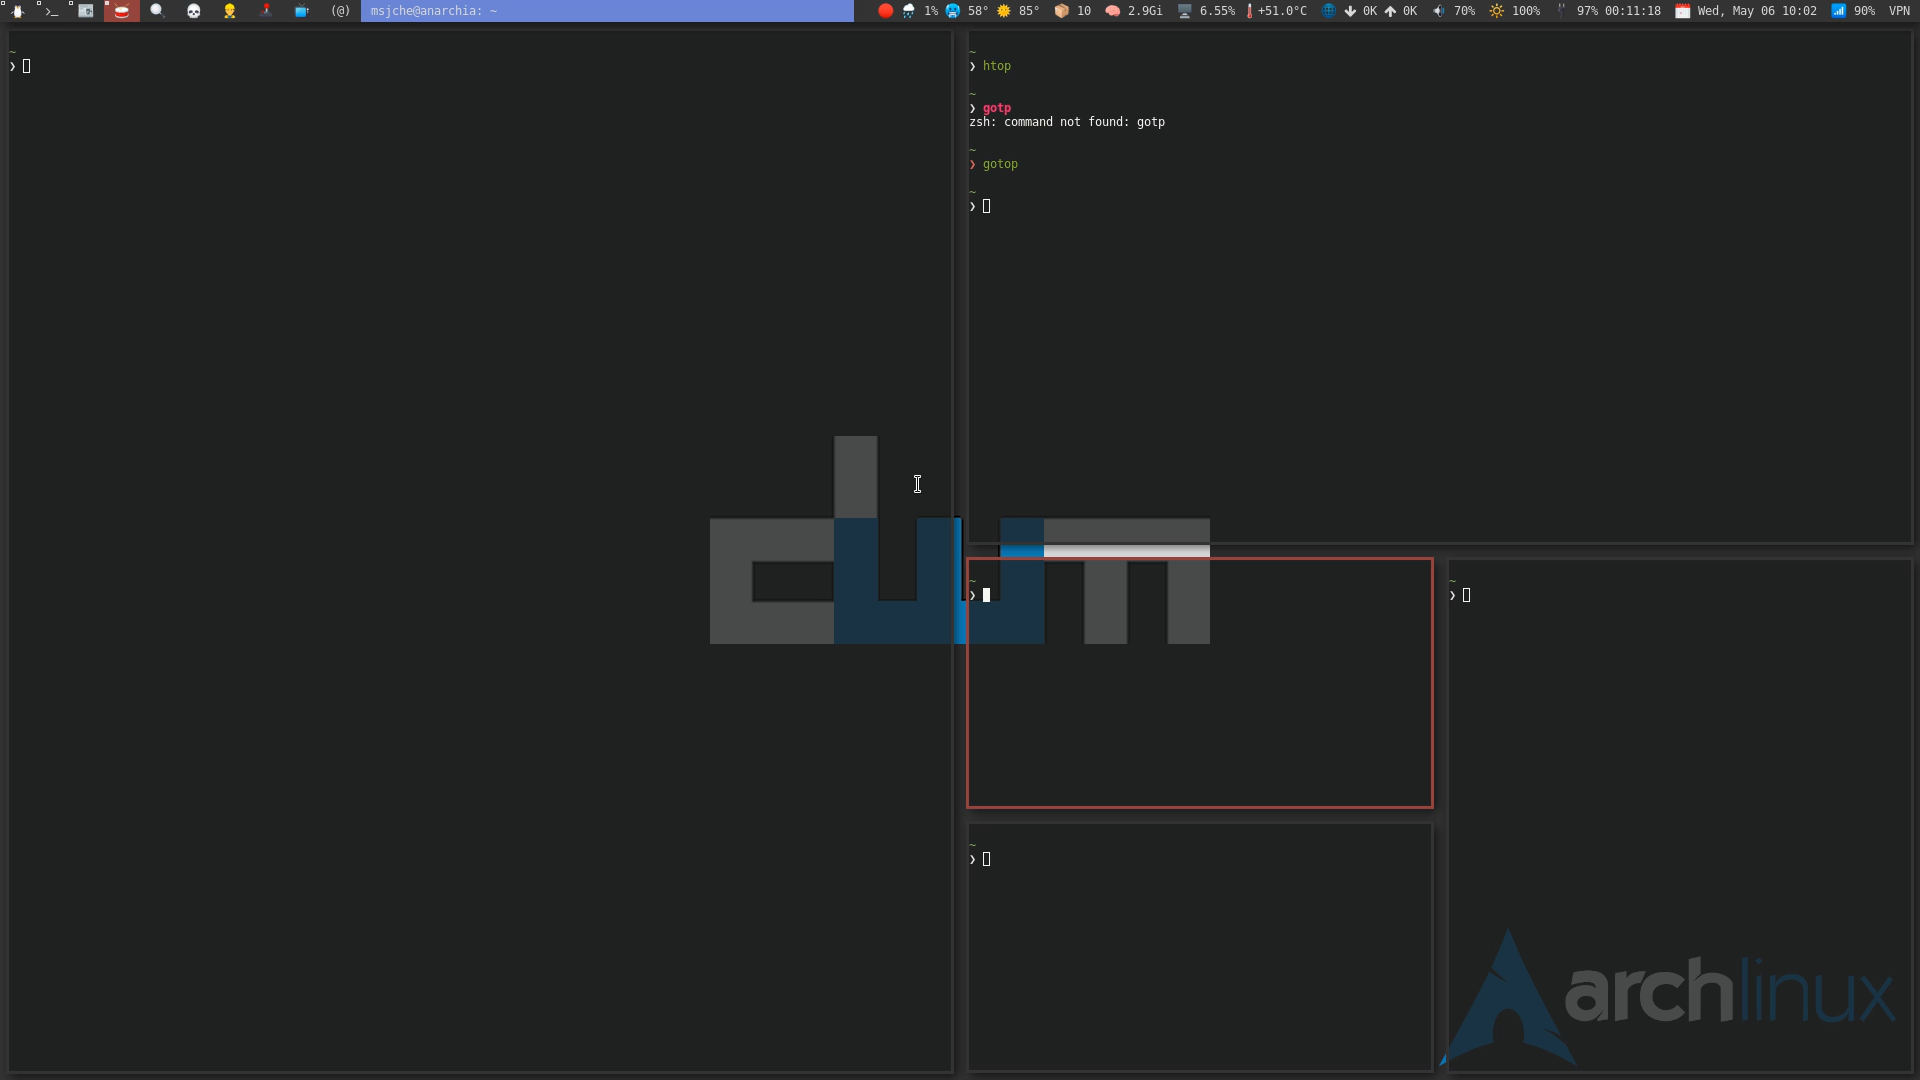 >_ (@) msjche@anarchia: ~ 1% 58° 85° 10 2.9Gi 6.55% +51.0°C 0K 0K 70% 100% 97% 00:11:18 Wed, May 06 10:02 90% VPN
~
❯
~
❯ htop
~
❯ gotp
zsh: command not found: gotp
~
❯ gotop
~
❯
dwm
~
❯
~
❯
~
❯
archlinux